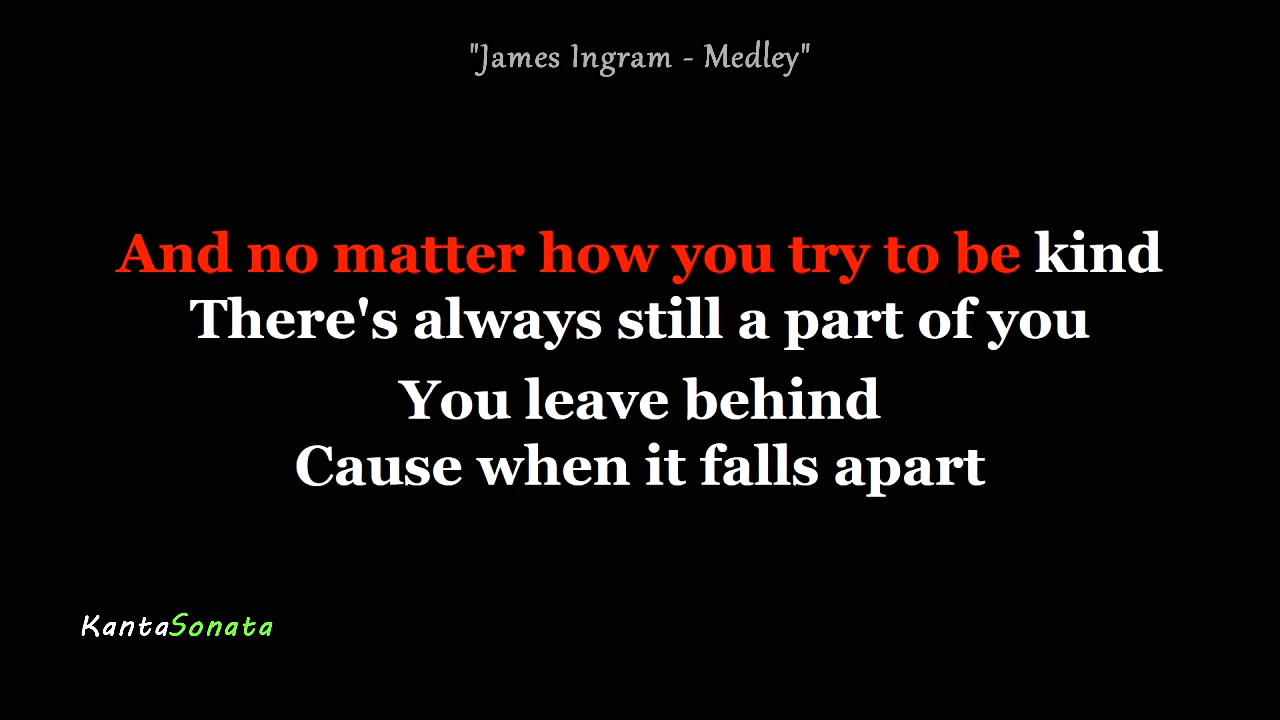 "James Ingram - Medley"
And no matter how you try to be kind
There's always still a part of you
You leave behind
Cause when it falls apart
KantaSonata